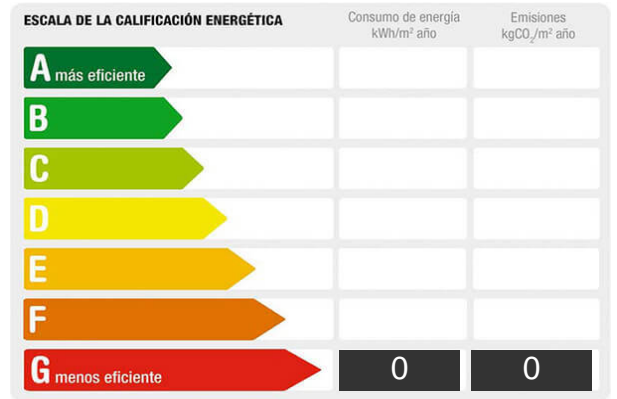 ESCALA DE LA CALIFICACIÓN ENERGÉTICA
Consumo de energía
kWh/m² año
Emisiones
kgCO₂/m² año
A más eficiente
B
C
D
E
F
G menos eficiente
0
0